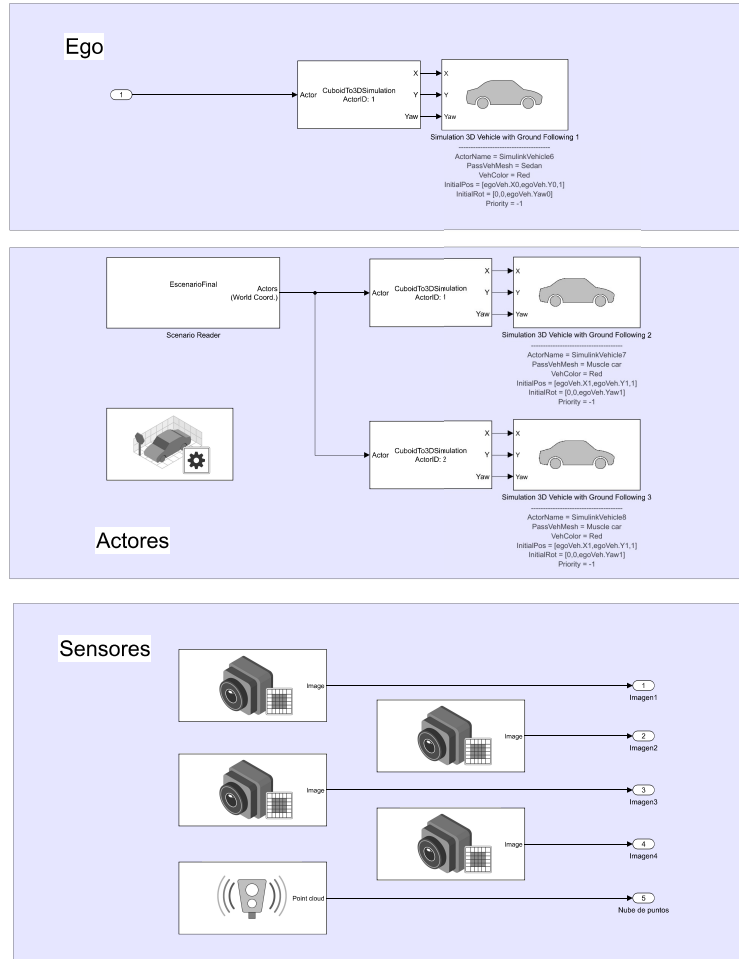 Ego
1
Actor
CuboidTo3DSimulation
ActorID: 1
X
Y
Yaw
X
Y
Yaw
Simulation 3D Vehicle with Ground Following 1
--------------------------------------
ActorName = SimulinkVehicle6
PassVehMesh = Sedan
VehColor = Red
InitialPos = [egoVeh.X0,egoVeh.Y0,1]
InitialRot = [0,0,egoVeh.Yaw0]
Priority = -1
EscenarioFinal
Actors
(World Coord.)
Scenario Reader
Actor
CuboidTo3DSimulation
ActorID: 1
X
Y
Yaw
X
Y
Yaw
Simulation 3D Vehicle with Ground Following 2
--------------------------------------
ActorName = SimulinkVehicle7
PassVehMesh = Muscle car
VehColor = Red
InitialPos = [egoVeh.X1,egoVeh.Y1,1]
InitialRot = [0,0,egoVeh.Yaw1]
Priority = -1
Actor
CuboidTo3DSimulation
ActorID: 2
X
Y
Yaw
X
Y
Yaw
Simulation 3D Vehicle with Ground Following 3
--------------------------------------
ActorName = SimulinkVehicle8
PassVehMesh = Muscle car
VehColor = Red
InitialPos = [egoVeh.X1,egoVeh.Y1,1]
InitialRot = [0,0,egoVeh.Yaw1]
Priority = -1
Actores
Sensores
Image
1
Imagen1
Image
2
Imagen2
Image
3
Imagen3
Image
4
Imagen4
Point cloud
5
Nube de puntos